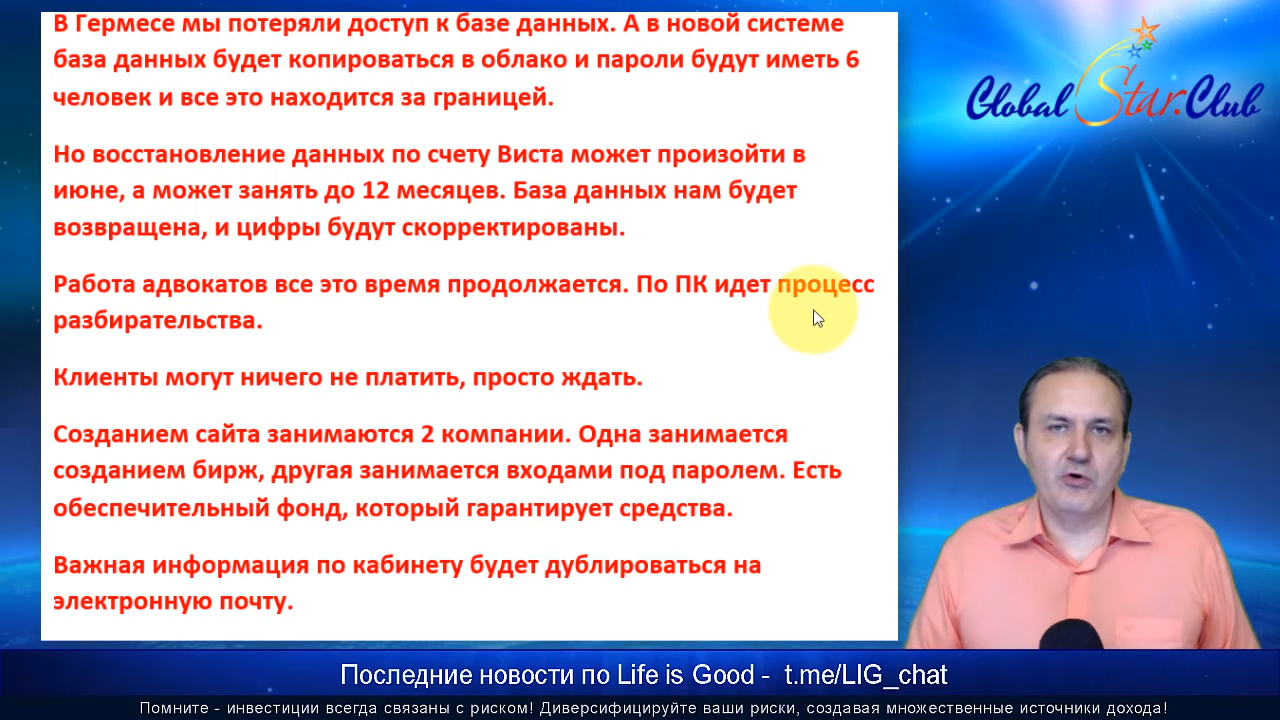 В Гермесе мы потеряли доступ к базе данных. А в новой системе
база данных будет копироваться в облако и пароли будут иметь 6
человек и все это находится за границей.
Но восстановление данных по счету Виста может произойти в
июне, а может занять до 12 месяцев. База данных нам будет
возвращена, и цифры будут скорректированы.
Работа адвокатов все это время продолжается. По ПК идет процесс
разбирательства.
Клиенты могут ничего не платить, просто ждать.
Созданием сайта занимаются 2 компании. Одна занимается
созданием бирж, другая занимается входами под паролем. Есть
обеспечительный фонд, который гарантирует средства.
Важная информация по кабинету будет дублироваться на
электронную почту.
Global Star.Club
Последние новости по Life is Good - t.me/LIG_chat
Помните - инвестиции всегда связаны с риском! Диверсифицируйте ваши риски, создавая множественные источники дохода!